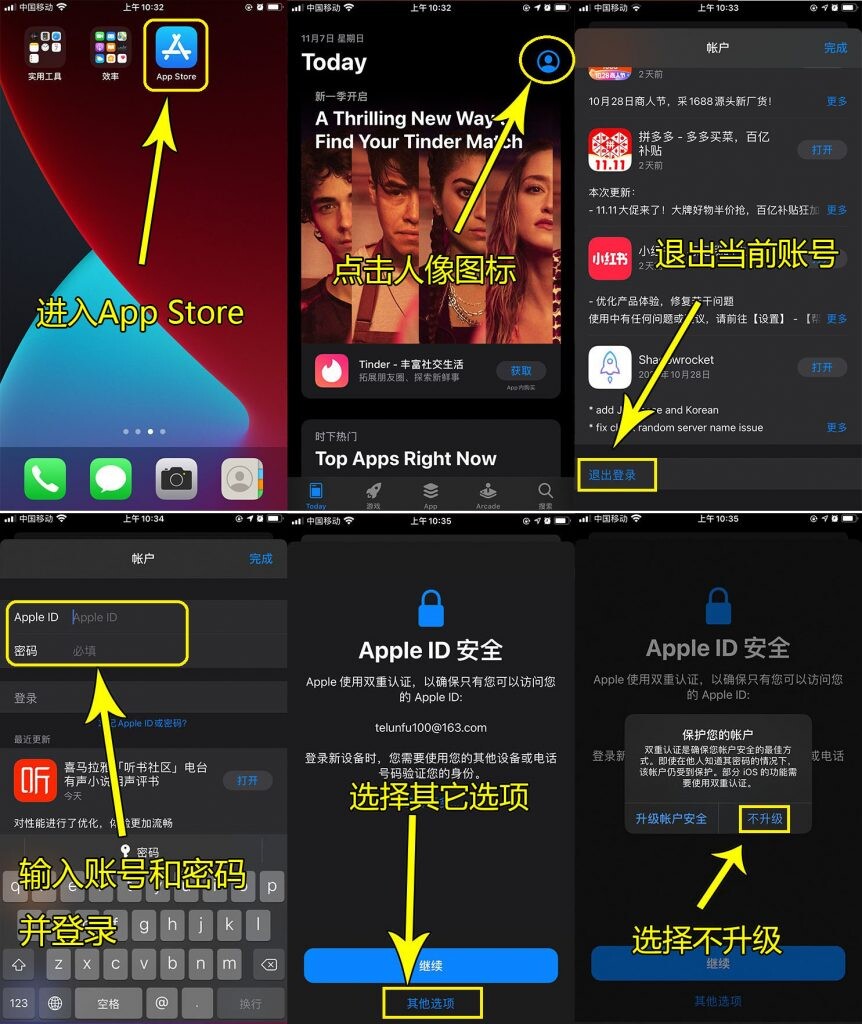 中国移动
上午10:32
实用工具
效率
App Store
进入App Store
中国移动
上午10:32
11月7日 星期日
Today
新一季开启
A Thrilling New Way
Find Your Tinder Match
点击人像图标
Tinder - 丰富社交生活
拓展朋友圈、探索新鲜事
获取
App内购买
时下热门
Top Apps Right Now
Today
游戏
App
Arcade
搜索
中国移动
上午10:33
帐户
完成
2天前
10月28日商人节，采1688源头新厂货！
更多
拼多多 - 多多买菜，百亿
补贴
2天前
打开
11.11
本次更新：
- 11.11大促来了！大牌好物半价抢，百亿补贴狂加
更多
小红书
退出当前账号
- 优化产品体验，修复若干问题
使用中有任何问题或建议，请前往【设置】-【
更多
Shadowrocket
10月28日
打开
* add and Korean
* fix random server name issue
更多
退出登录
中国移动
上午10:34
帐户
完成
Apple ID
Apple ID
密码
必填
登录
Apple ID或密码?
最近更新
听
喜马拉雅「听书社区」电台
有声小说相声评书
今天
打开
对性能进行了优化，体验更加流畅
密码
输入账号和密码
并登录
q e p
g h j k l
z x c v b n m
123
空格
@
.
换行
中国移动
上午10:35
Apple ID 安全
Apple 使用双重认证，以确保只有您可以访问您
的 Apple ID:
telunfu100@163.com
登录新设备时，您需要使用您的其他设备或电话
号码验证您的身份。
选择其它选项
继续
其他选项
中国移动
上午10:35
Apple ID 安全
Apple 使用双重认证，以确保只有您可以访问您
的 Apple ID:
登录新
或电话
保护您的帐户
双重认证是确保您帐户安全的最佳方
式。即使在他人知道其密码的情况下，
该帐户仍受到保护。部分 iOS 的功能需
要使用双重认证。
升级帐户安全
不升级
选择不升级
继续
其他选项